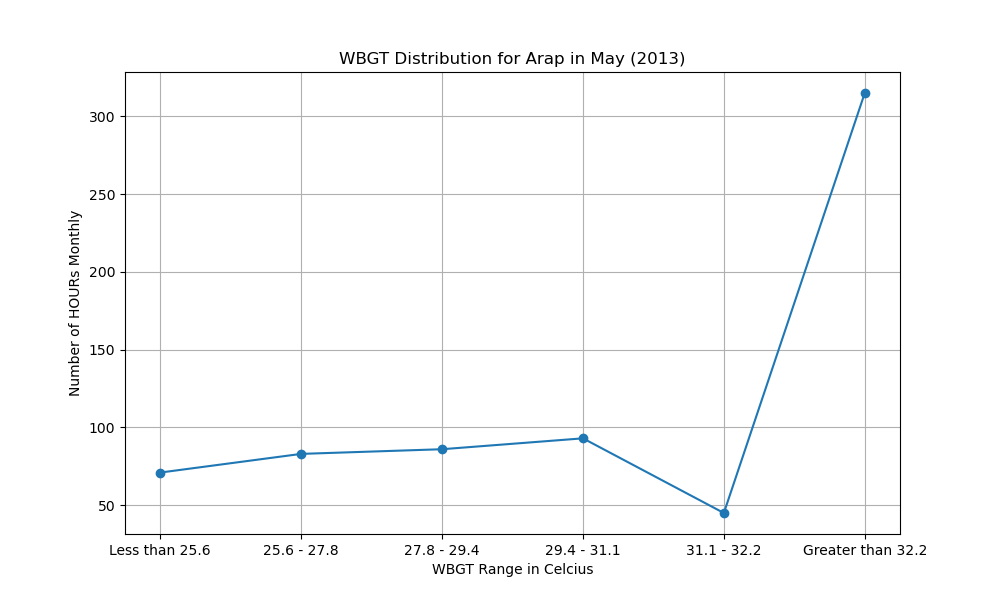 WBGT Distribution for Arap in May (2013)
Number of HOURs Monthly
300
250
200
150
100
50
Less than 25.6
25.6 - 27.8
27.8 - 29.4
29.4 - 31.1
31.1 - 32.2
Greater than 32.2
WBGT Range in Celcius